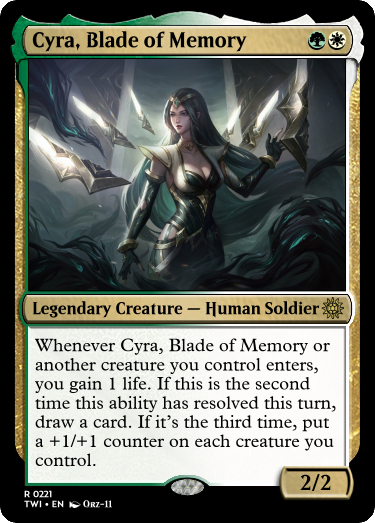 Cyra, Blade of Memory
Legendary Creature — Human Soldier
Whenever Cyra, Blade of Memory or
another creature you control enters,
you gain 1 life. If this is the second
time this ability has resolved this turn,
draw a card. If it's the third time, put
a +1/+1 counter on each creature you
control.
2/2
R 0221
TWI • EN Orz-11